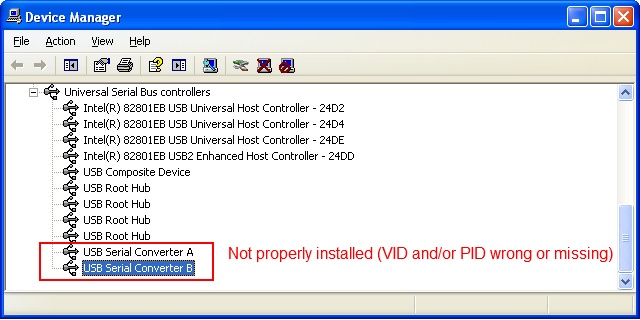 Device Manager
File Action View Help
Universal Serial Bus controllers
Intel(R) 82801EB USB Universal Host Controller - 24D2
Intel(R) 82801EB USB Universal Host Controller - 24D4
Intel(R) 82801EB USB Universal Host Controller - 24DE
Intel(R) 82801EB USB2 Enhanced Host Controller - 24DD
USB Composite Device
USB Root Hub
USB Root Hub
USB Root Hub
USB Root Hub
USB Serial Converter A
Not properly installed (VID and/or PID wrong or missing)
USB Serial Converter B